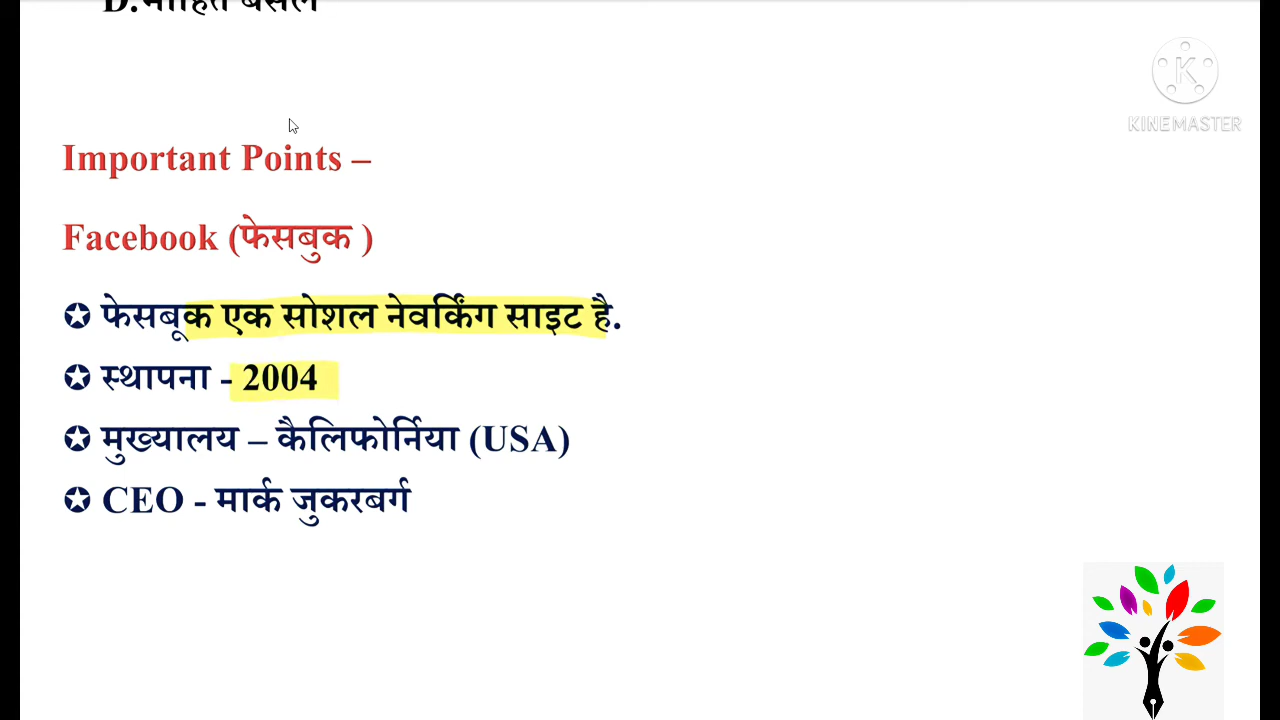 KINEMASTER
Important Points –
Facebook (फेसबुक )
✪ फेसबूक एक सोशल नेवर्किंग साइट है.
✪ स्थापना - 2004
✪ मुख्यालय – कैलिफोर्निया (USA)
✪ CEO - मार्क जुकरबर्ग